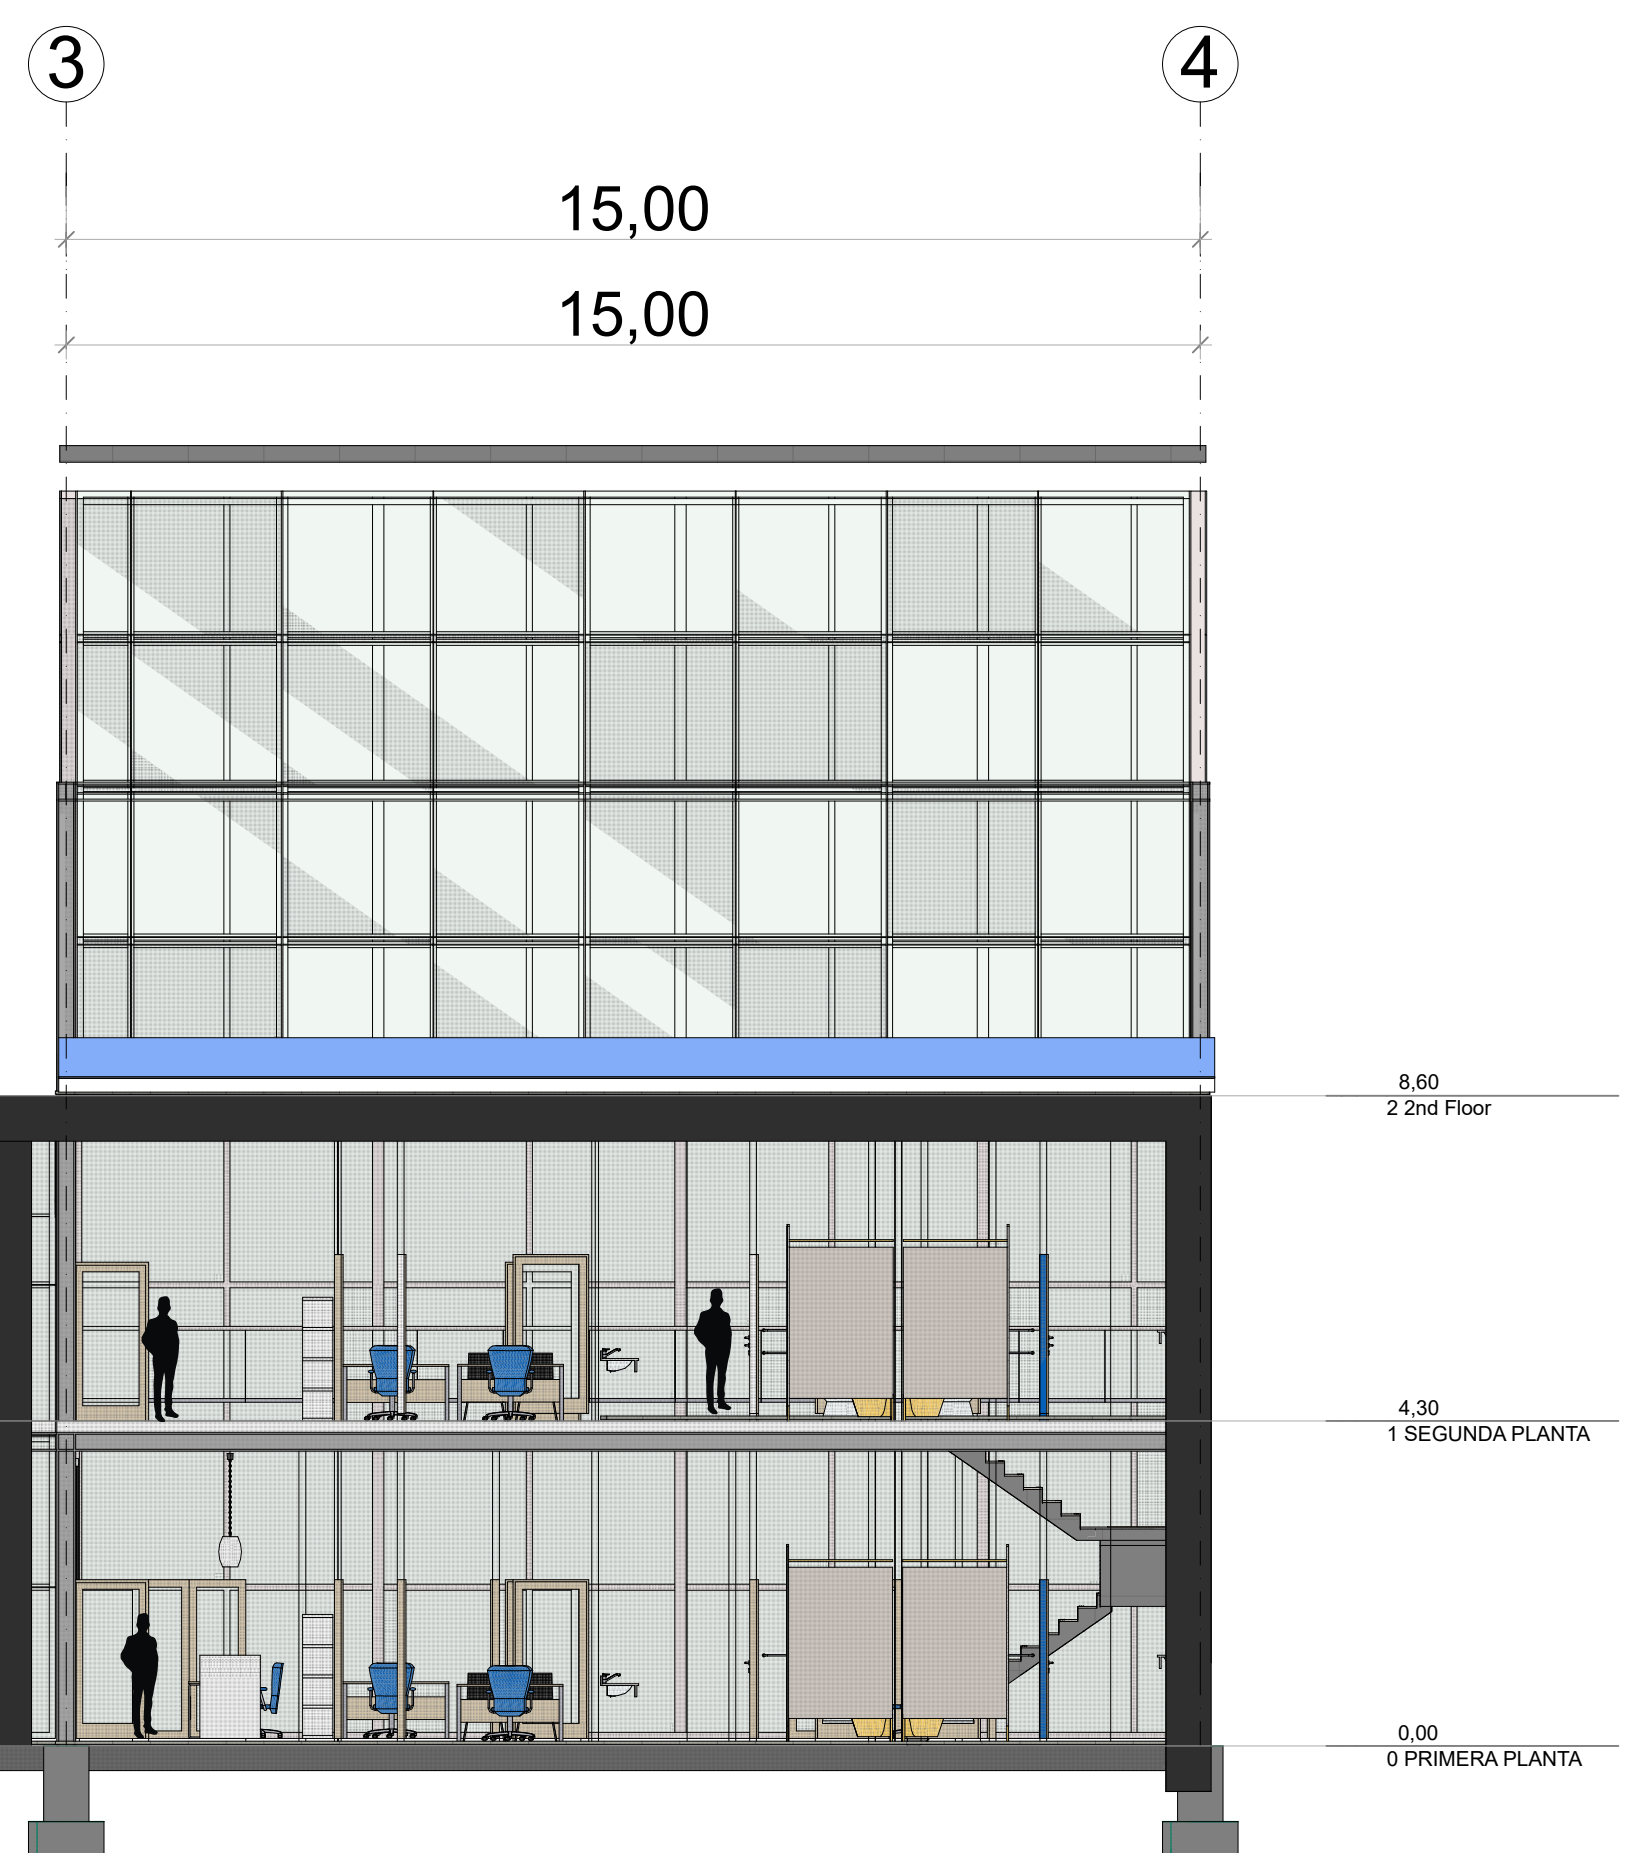 3
4
15,00
15,00
8,60
2 2nd Floor
4,30
1 SEGUNDA PLANTA
0,00
0 PRIMERA PLANTA